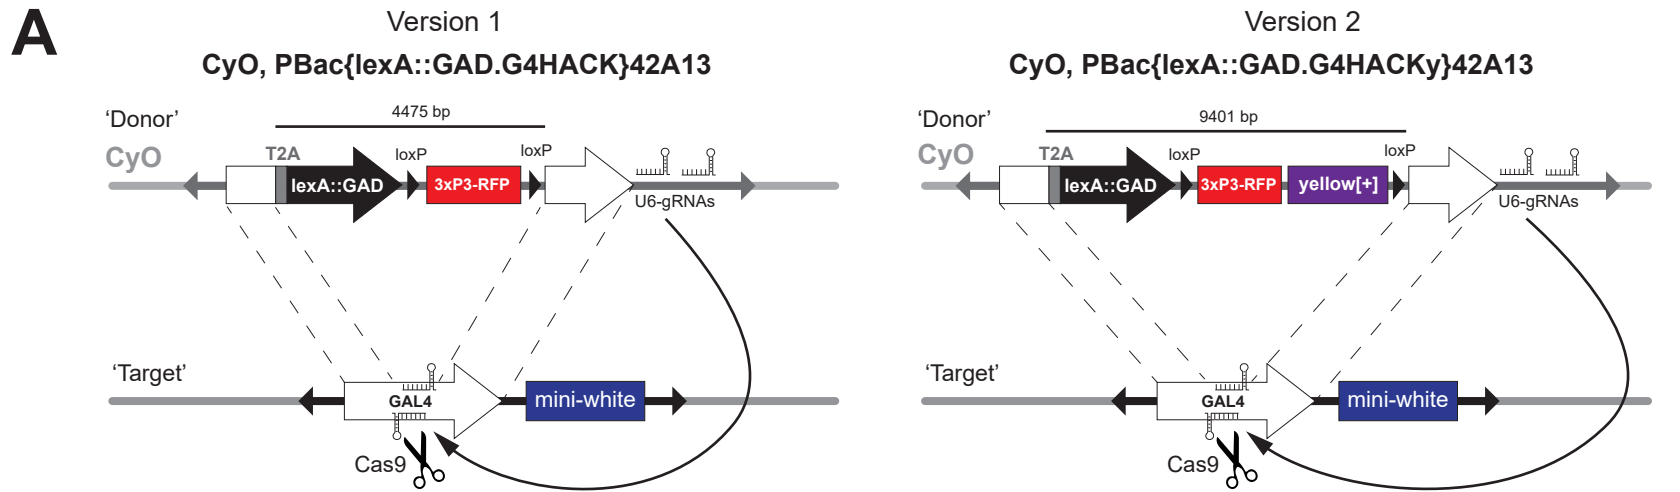 A
Version 1
CyO, PBac{lexA::GAD.G4HACK}42A13
‘Donor’
CyO
4475 bp
T2A
lexA::GAD
loxP
3xP3-RFP
loxP
U6-gRNAs
‘Target’
GAL4
mini-white
Cas9
Version 2
CyO, PBac{lexA::GAD.G4HACKy}42A13
‘Donor’
CyO
9401 bp
T2A
lexA::GAD
loxP
3xP3-RFP
yellow[+]
loxP
U6-gRNAs
‘Target’
GAL4
mini-white
Cas9